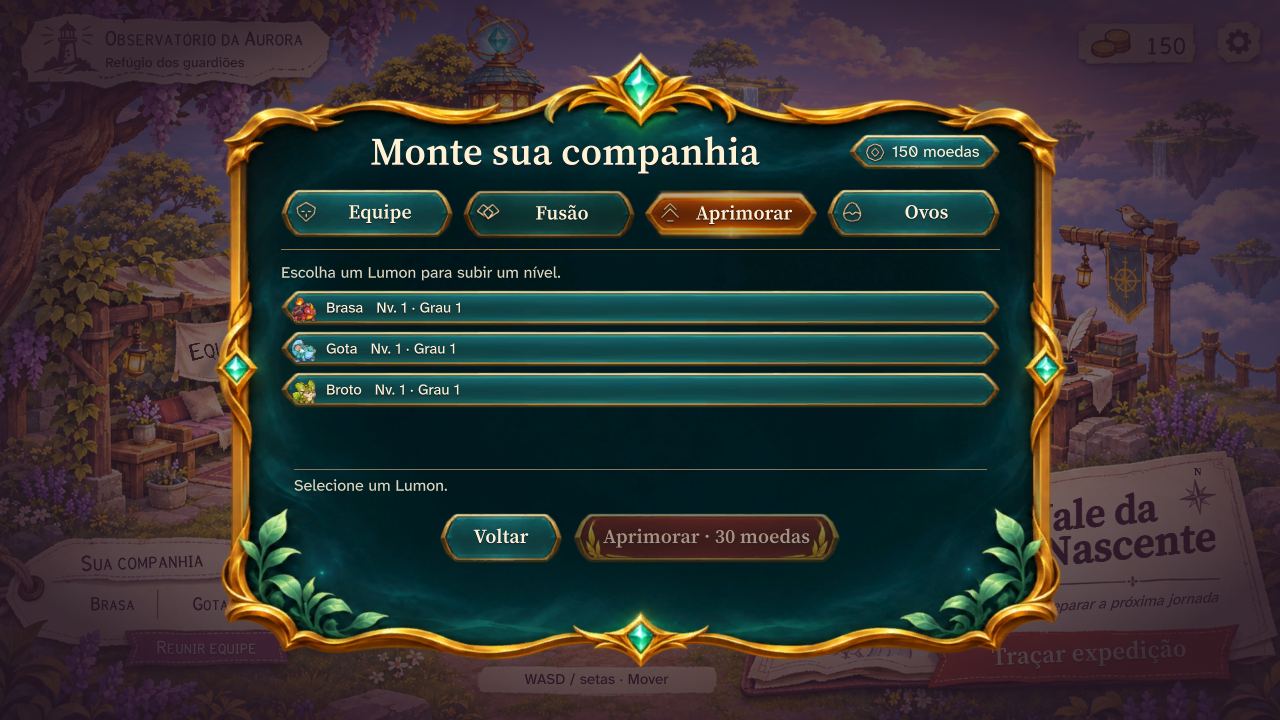 OBSERVATÓRIO DA AURORA
Refúgio dos guardiões
150
Monte sua companhia
150 moedas
Equipe
Fusão
Aprimorar
Ovos
Escolha um Lumon para subir um nível.
Brasa Nv. 1 · Grau 1
Gota Nv. 1 · Grau 1
Broto Nv. 1 · Grau 1
Selecione um Lumon.
Voltar
Aprimorar · 30 moedas
SUA COMPANHIA
BRASA
GOTA
REUNIR EQUIPE
WASD / setas · Mover
N
Vale da
Nascente
a próxima jornada
Traçar expedição